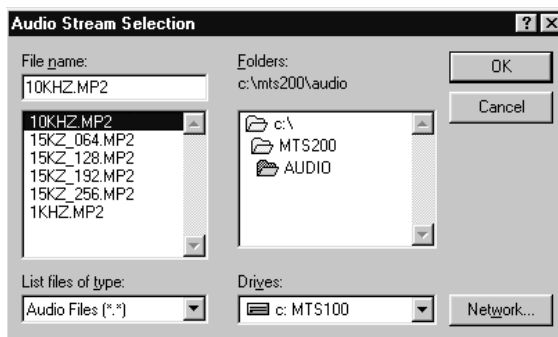 Audio Stream Selection
File name:
10KHZ.MP2
10KHZ.MP2
15KZ_064.MP2
15KZ_128.MP2
15KZ_192.MP2
15KZ_256.MP2
1KHZ.MP2
List files of type:
Audio Files (*.*)
Folders:
c:\mts200\audio
c:\
MTS200
AUDIO
Drives:
c: MTS100
OK
Cancel
Network...